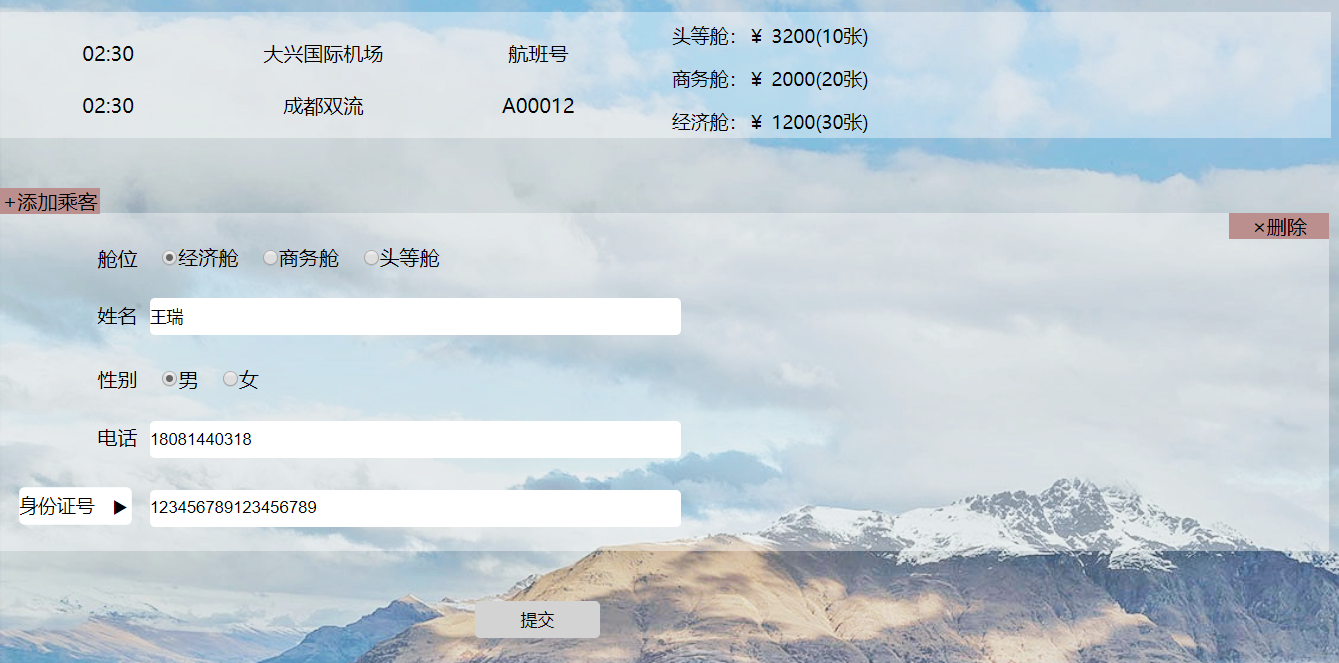 02:30 大兴国际机场 航班号 头等舱： ¥ 3200(10张)
商务舱： ¥ 2000(20张)
02:30 成都双流 A00012
经济舱： ¥ 1200(30张)
+添加乘客
×删除
舱位 经济舱 商务舱 头等舱
姓名 王瑞
性别 男 女
电话 18081440318
身份证号 ▶ 123456789123456789
提交